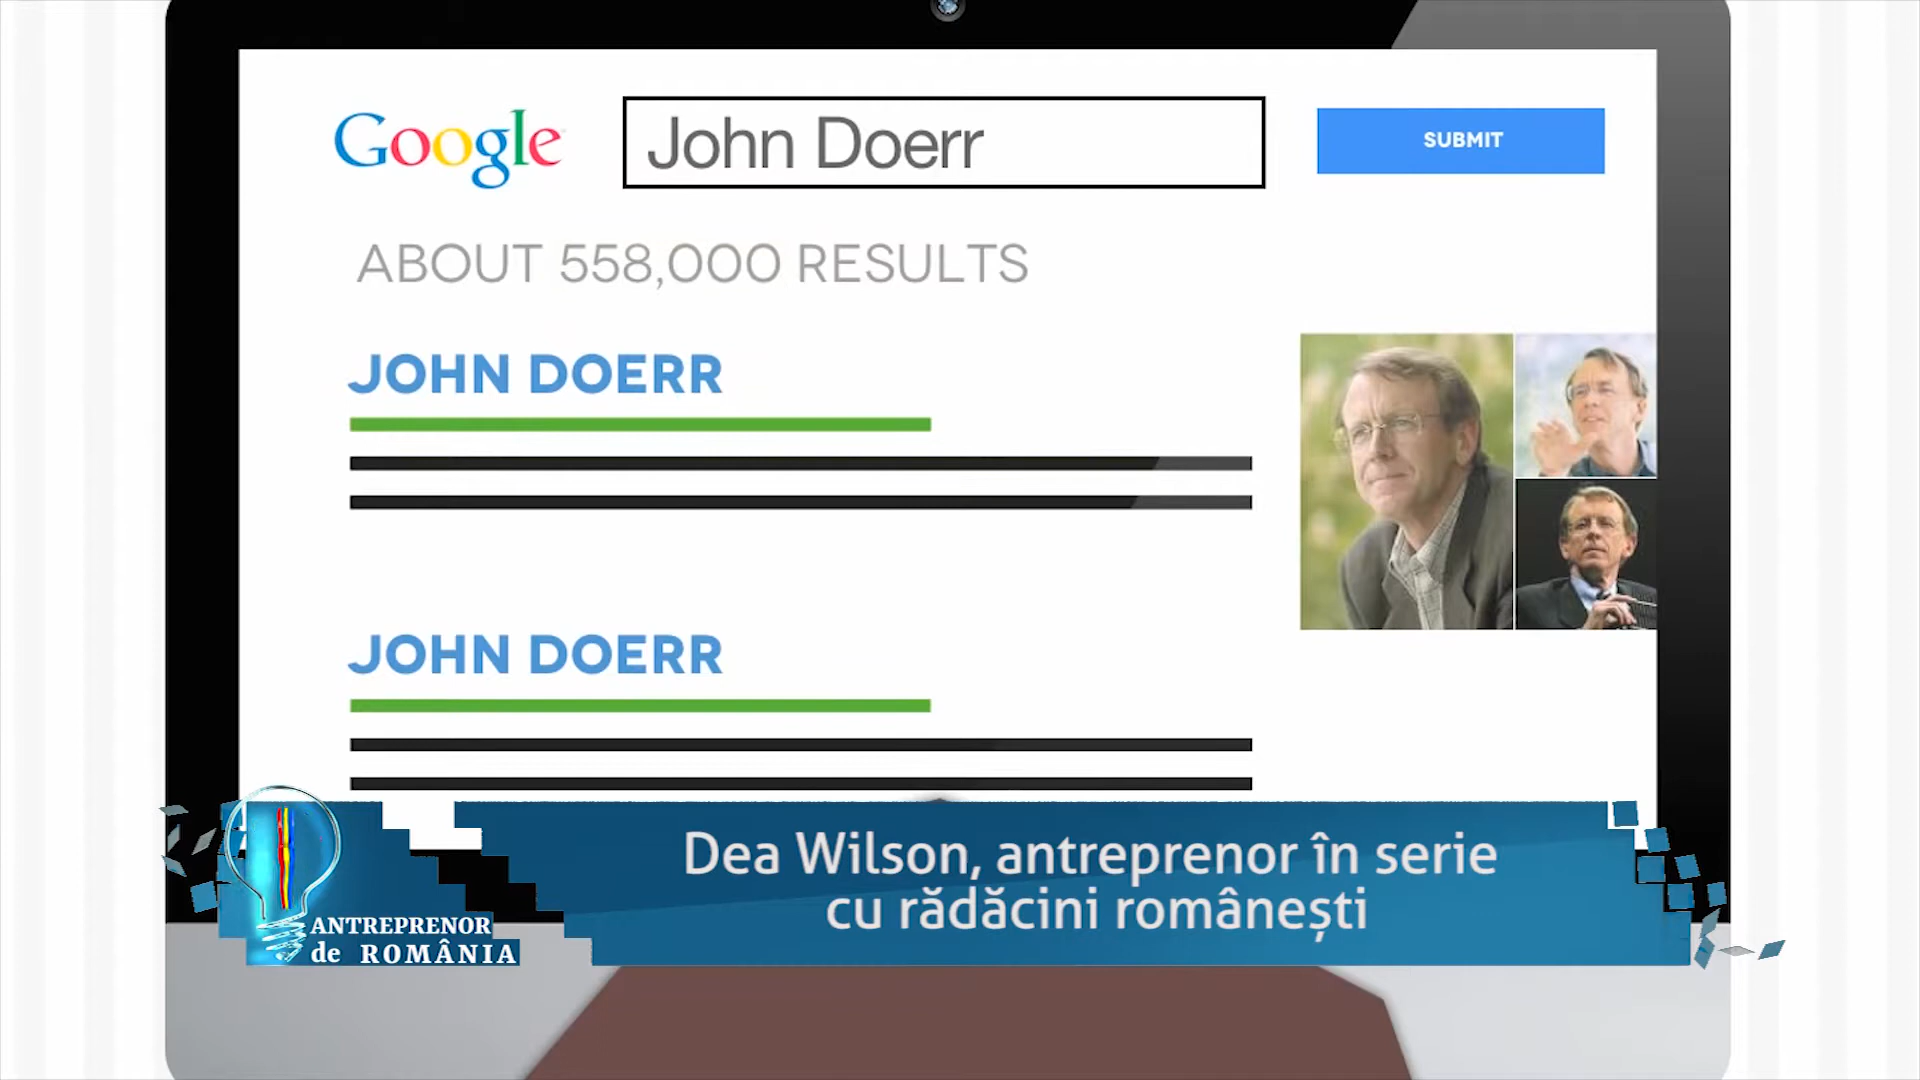 Google
John Doerr
SUBMIT
ABOUT 558,000 RESULTS
JOHN DOERR
JOHN DOERR
Dea Wilson, antreprenor în serie
cu rădăcini românești
ANTREPRENOR
de ROMÂNIA